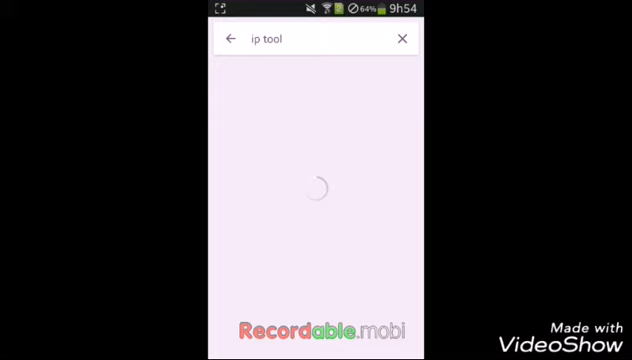 64% 9h54
ip tool
Recordable.mobi
Made with
VideoShow